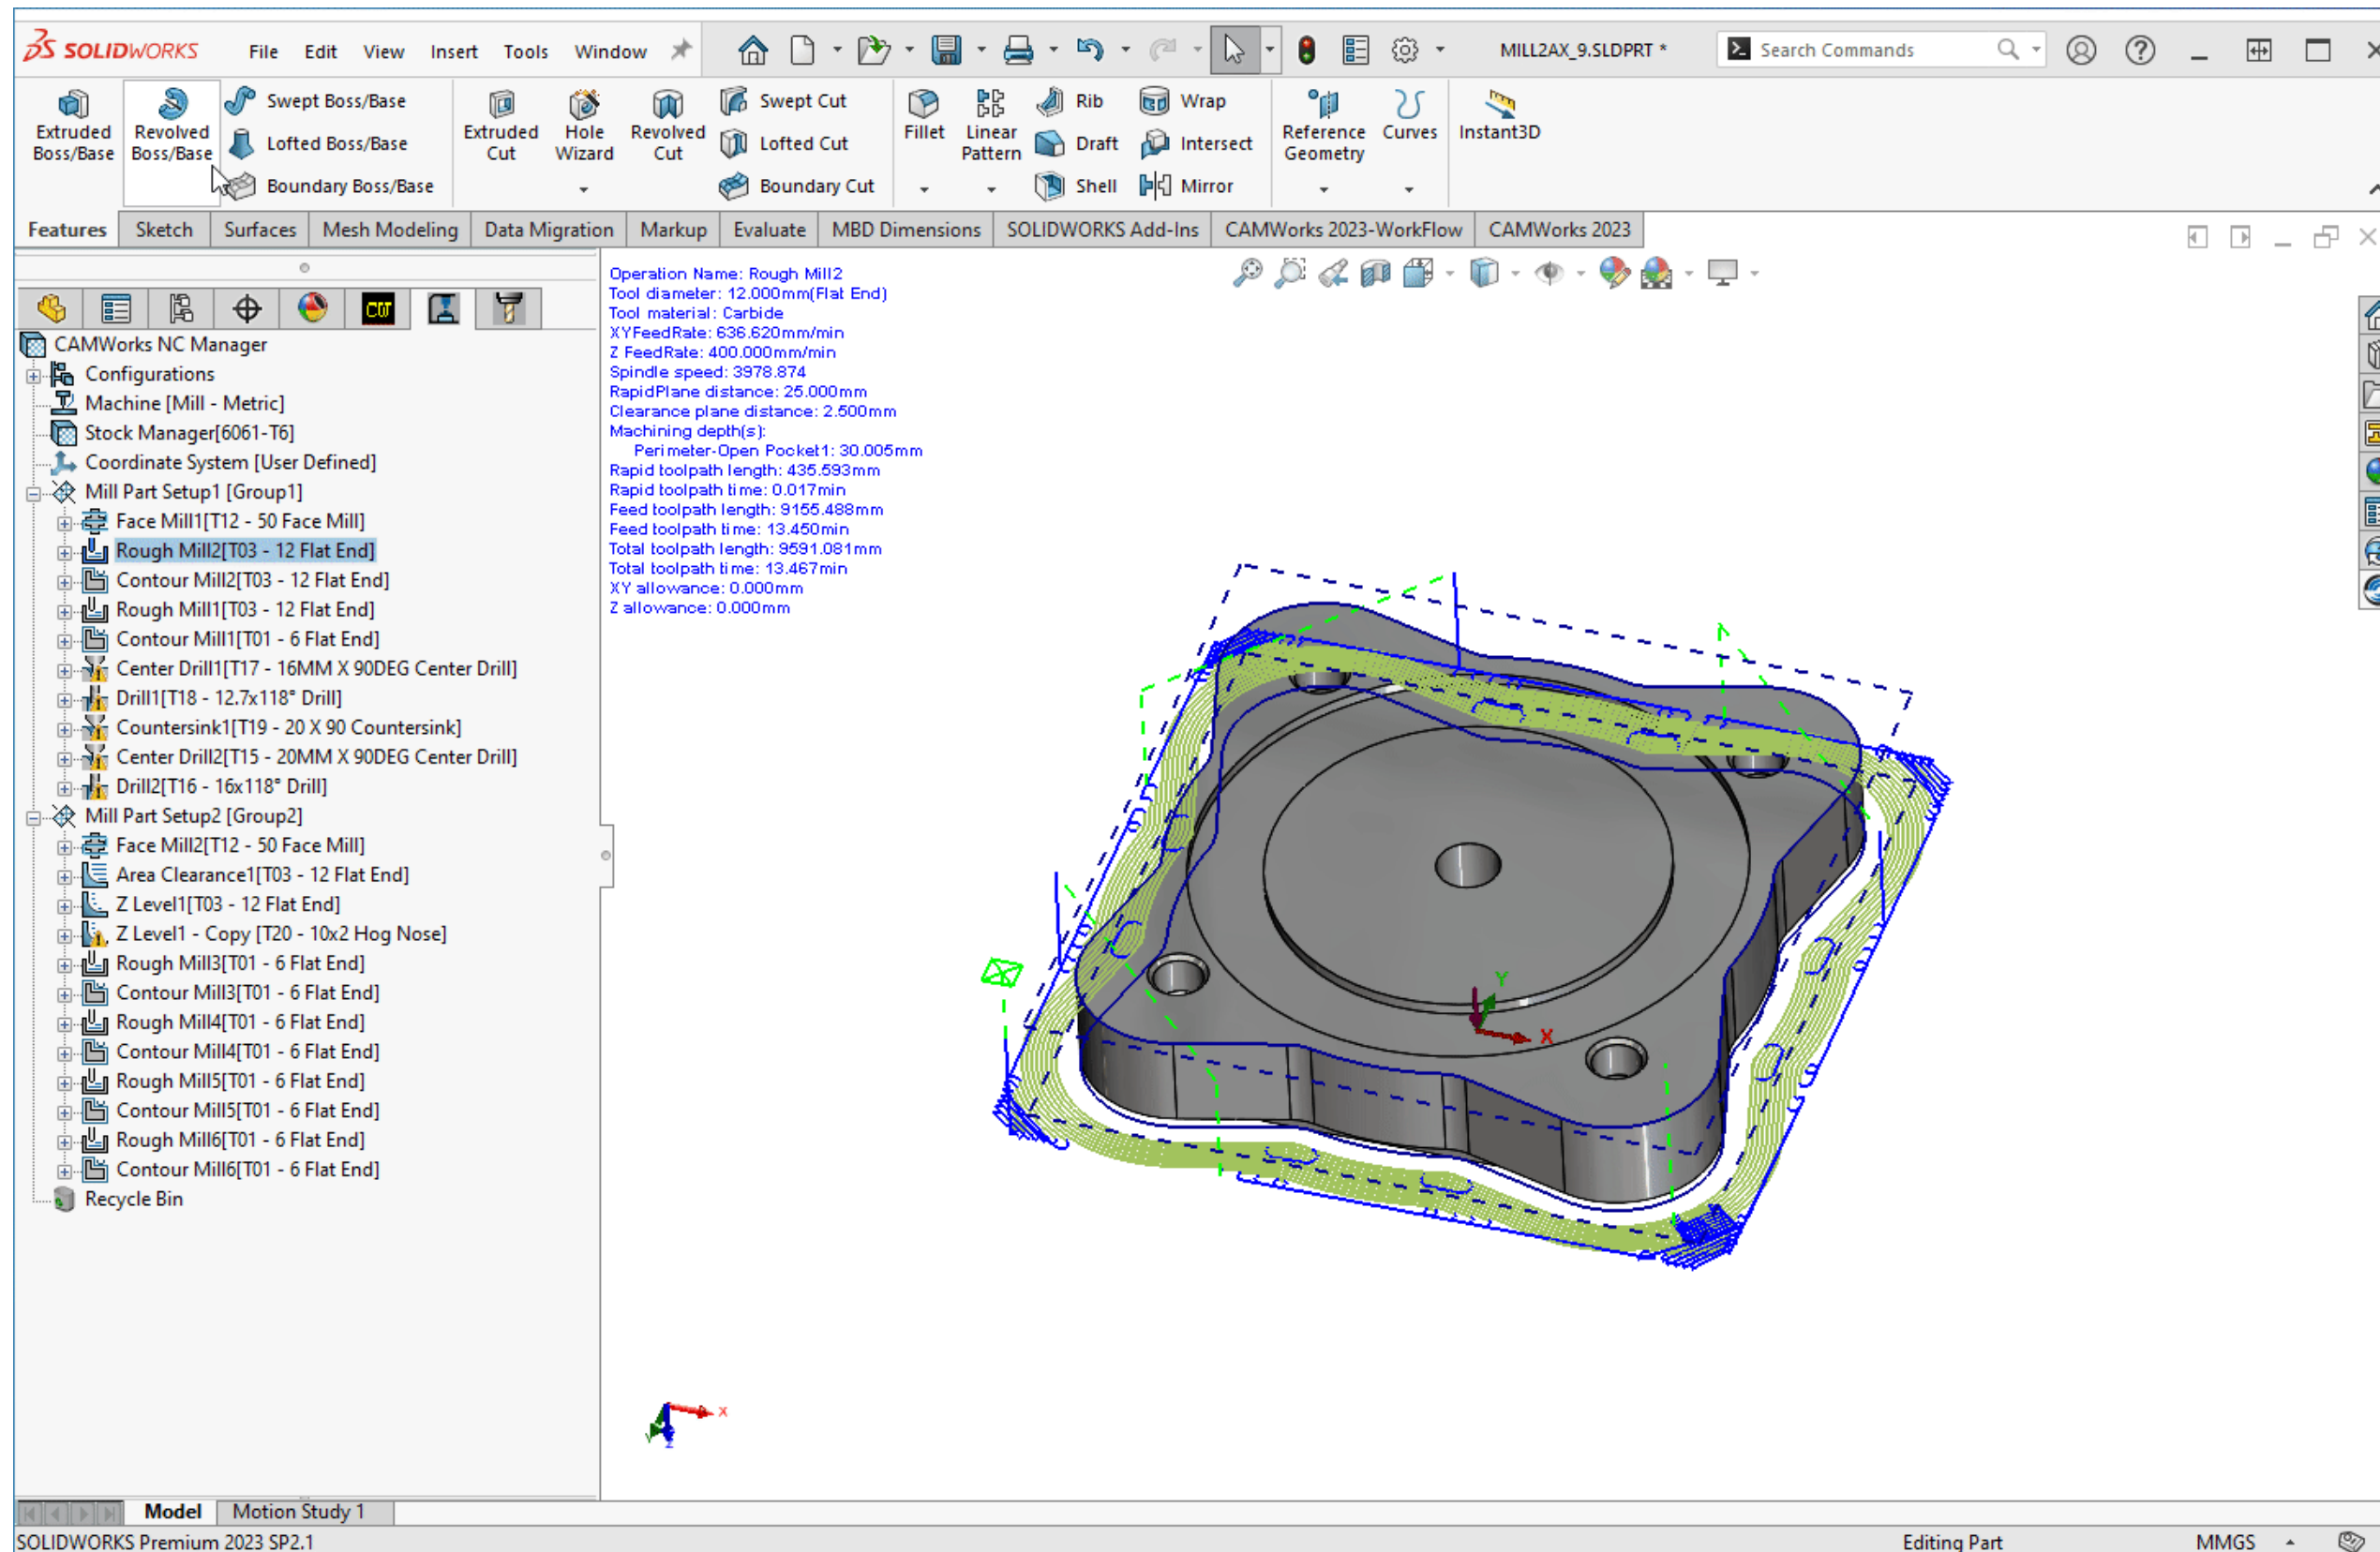 SOLIDWORKS File Edit View Insert Tools Window MILL2AX_9.SLDPRT * Search Commands
Extruded Boss/Base
Revolved Boss/Base
Swept Boss/Base
Lofted Boss/Base
Boundary Boss/Base
Extruded Cut
Hole Wizard
Revolved Cut
Swept Cut
Lofted Cut
Boundary Cut
Fillet
Linear Pattern
Rib
Draft
Shell
Wrap
Intersect
Mirror
Reference Geometry
Curves
Instant3D
Features Sketch Surfaces Mesh Modeling Data Migration Markup Evaluate MBD Dimensions SOLIDWORKS Add-Ins CAMWorks 2023-WorkFlow CAMWorks 2023
CAMWorks NC Manager
Configurations
Machine [Mill - Metric]
Stock Manager[6061-T6]
Coordinate System [User Defined]
Mill Part Setup1 [Group1]
Face Mill1[T12 - 50 Face Mill]
Rough Mill2[T03 - 12 Flat End]
Contour Mill2[T03 - 12 Flat End]
Rough Mill1[T03 - 12 Flat End]
Contour Mill1[T01 - 6 Flat End]
Center Drill1[T17 - 16MM X 90DEG Center Drill]
Drill1[T18 - 12.7x118° Drill]
Countersink1[T19 - 20 X 90 Countersink]
Center Drill2[T15 - 20MM X 90DEG Center Drill]
Drill2[T16 - 16x118° Drill]
Mill Part Setup2 [Group2]
Face Mill2[T12 - 50 Face Mill]
Area Clearance1[T03 - 12 Flat End]
Z Level1[T03 - 12 Flat End]
Z Level1 - Copy [T20 - 10x2 Hog Nose]
Rough Mill3[T01 - 6 Flat End]
Contour Mill3[T01 - 6 Flat End]
Rough Mill4[T01 - 6 Flat End]
Contour Mill4[T01 - 6 Flat End]
Rough Mill5[T01 - 6 Flat End]
Contour Mill5[T01 - 6 Flat End]
Rough Mill6[T01 - 6 Flat End]
Contour Mill6[T01 - 6 Flat End]
Recycle Bin
Operation Name: Rough Mill2
Tool diameter: 12.000mm(Flat End)
Tool material: Carbide
XYFeedRate: 636.620mm/min
Z FeedRate: 400.000mm/min
Spindle speed: 3978.874
RapidPlane distance: 25.000mm
Clearance plane distance: 2.500mm
Machining depth(s):
Perimeter-Open Pocket1: 30.005mm
Rapid toolpath length: 435.593mm
Rapid toolpath time: 0.017min
Feed toolpath length: 9155.488mm
Feed toolpath time: 13.450min
Total toolpath length: 9591.081mm
Total toolpath time: 13.467min
XY allowance: 0.000mm
Z allowance: 0.000mm
Y
X
X
Y
Z
Model Motion Study 1
SOLIDWORKS Premium 2023 SP2.1 Editing Part MMGS